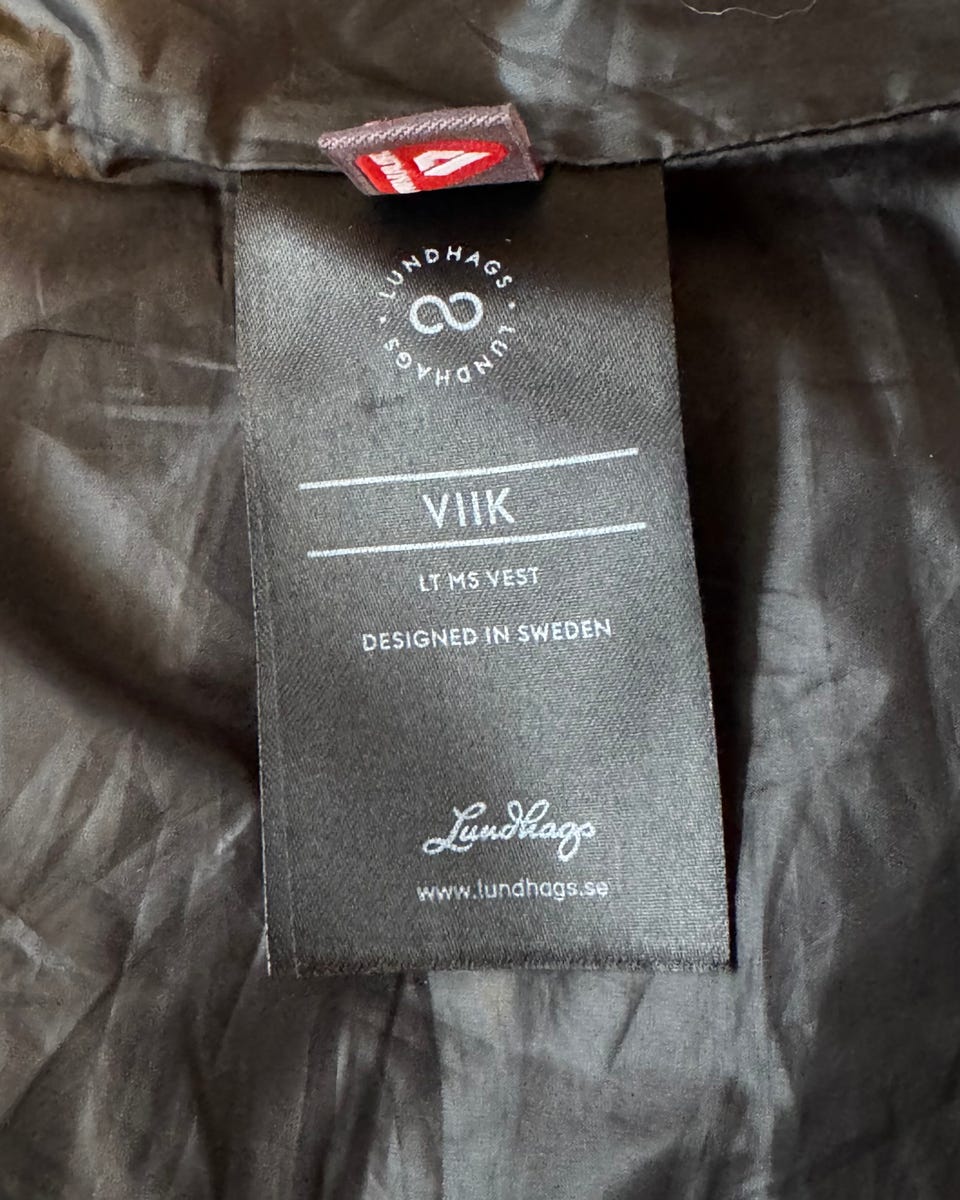 LUNDHAGS · LUNDHAGS ·
VIIK
LT MS VEST
DESIGNED IN SWEDEN
Lundhags
www.lundhags.se